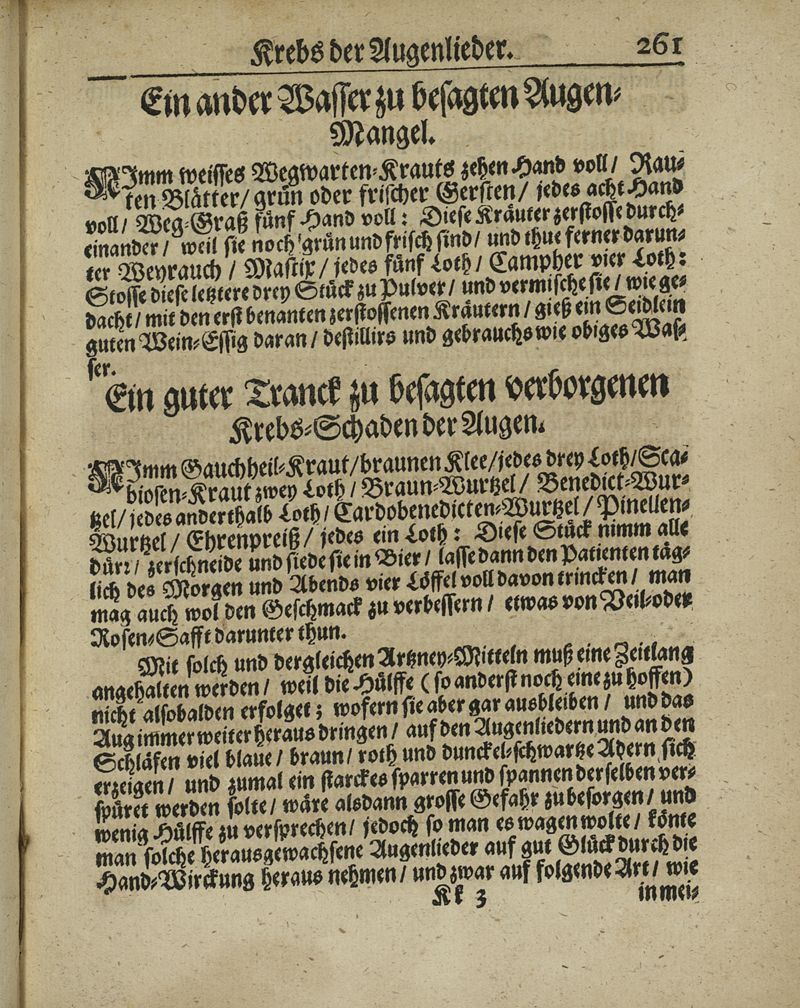 Krebs der Augenlieder. 261
Ein ander Wasser zu besagten Augen-
Mangel.
NImm weisses Wegwarten-Krauts zehen Hand voll / Rau-
ten Blätter / grün oder frischer Gersten / jedes acht Hand
voll / Weg-Graß fünf Hand voll : Diese Kräuter zerstosse durch-
einander / weil sie noch grün und frisch sind / und thue ferner darun-
ter Weyrauch / Mastix / jedes fünf Loth / Campher vier Loth :
Stosse diese letztere drey Stück zu Pulver / und vermische sie / wie ge-
dacht / mit den erst benanten zerstossenen Kräutern / gieß ein Seidlein
guten Wein-Essig daran / destillirs und gebrauchs wie obiges Was-
ser.
Ein guter Tranck zu besagten verborgenen
Krebs-Schaden der Augen.
NImm Gauchheil-Kraut / braunen Klee / jedes drey Loth / Sca-
biosen-Kraut zwey Loth / Braun-Wurtzel / Benedict-Wur-
tzel / jedes anderthalb Loth / Cardobenedicten-Wurtzel / Pinellen-
Wurtzel / Ehrenpreiß / jedes ein Loth : Diese Stück nimm alle
dürr / zerschneide und siede sie in Bier / lasse dann den Patienten täg-
lich des Morgen und Abends vier Löffel voll davon trincken / man
mag auch wol den Geschmack zu verbessern / etwas von Veil- oder
Rosen-Safft darunter thun.
Mit solch und dergleichen Artzney-Mitteln muß eine Zeitlang
angehalten werden / weil die Hülffe ( so anderst noch eine zu hoffen )
nicht alsobalden erfolget ; wofern sie aber gar ausbleiben / und das
Aug immer weiter heraus dringen / auf den Augenliedern und an den
Schläfen viel blaue / braun / roth und dunckel-schwartze Adern sich
erzeigen / und zumal ein starckes sparren und spannen derselben ver-
spüret werden solte / wäre alsdann grosse Gefahr zu besorgen / und
wenig Hülffe zu versprechen / jedoch so man es wagen wolte / könte
man solche herausgewachsene Augenlieder auf gut Glück durch die
Hand-Wirckung heraus nehmen / und zwar auf folgende Art / wie
Kk 3 in mei-